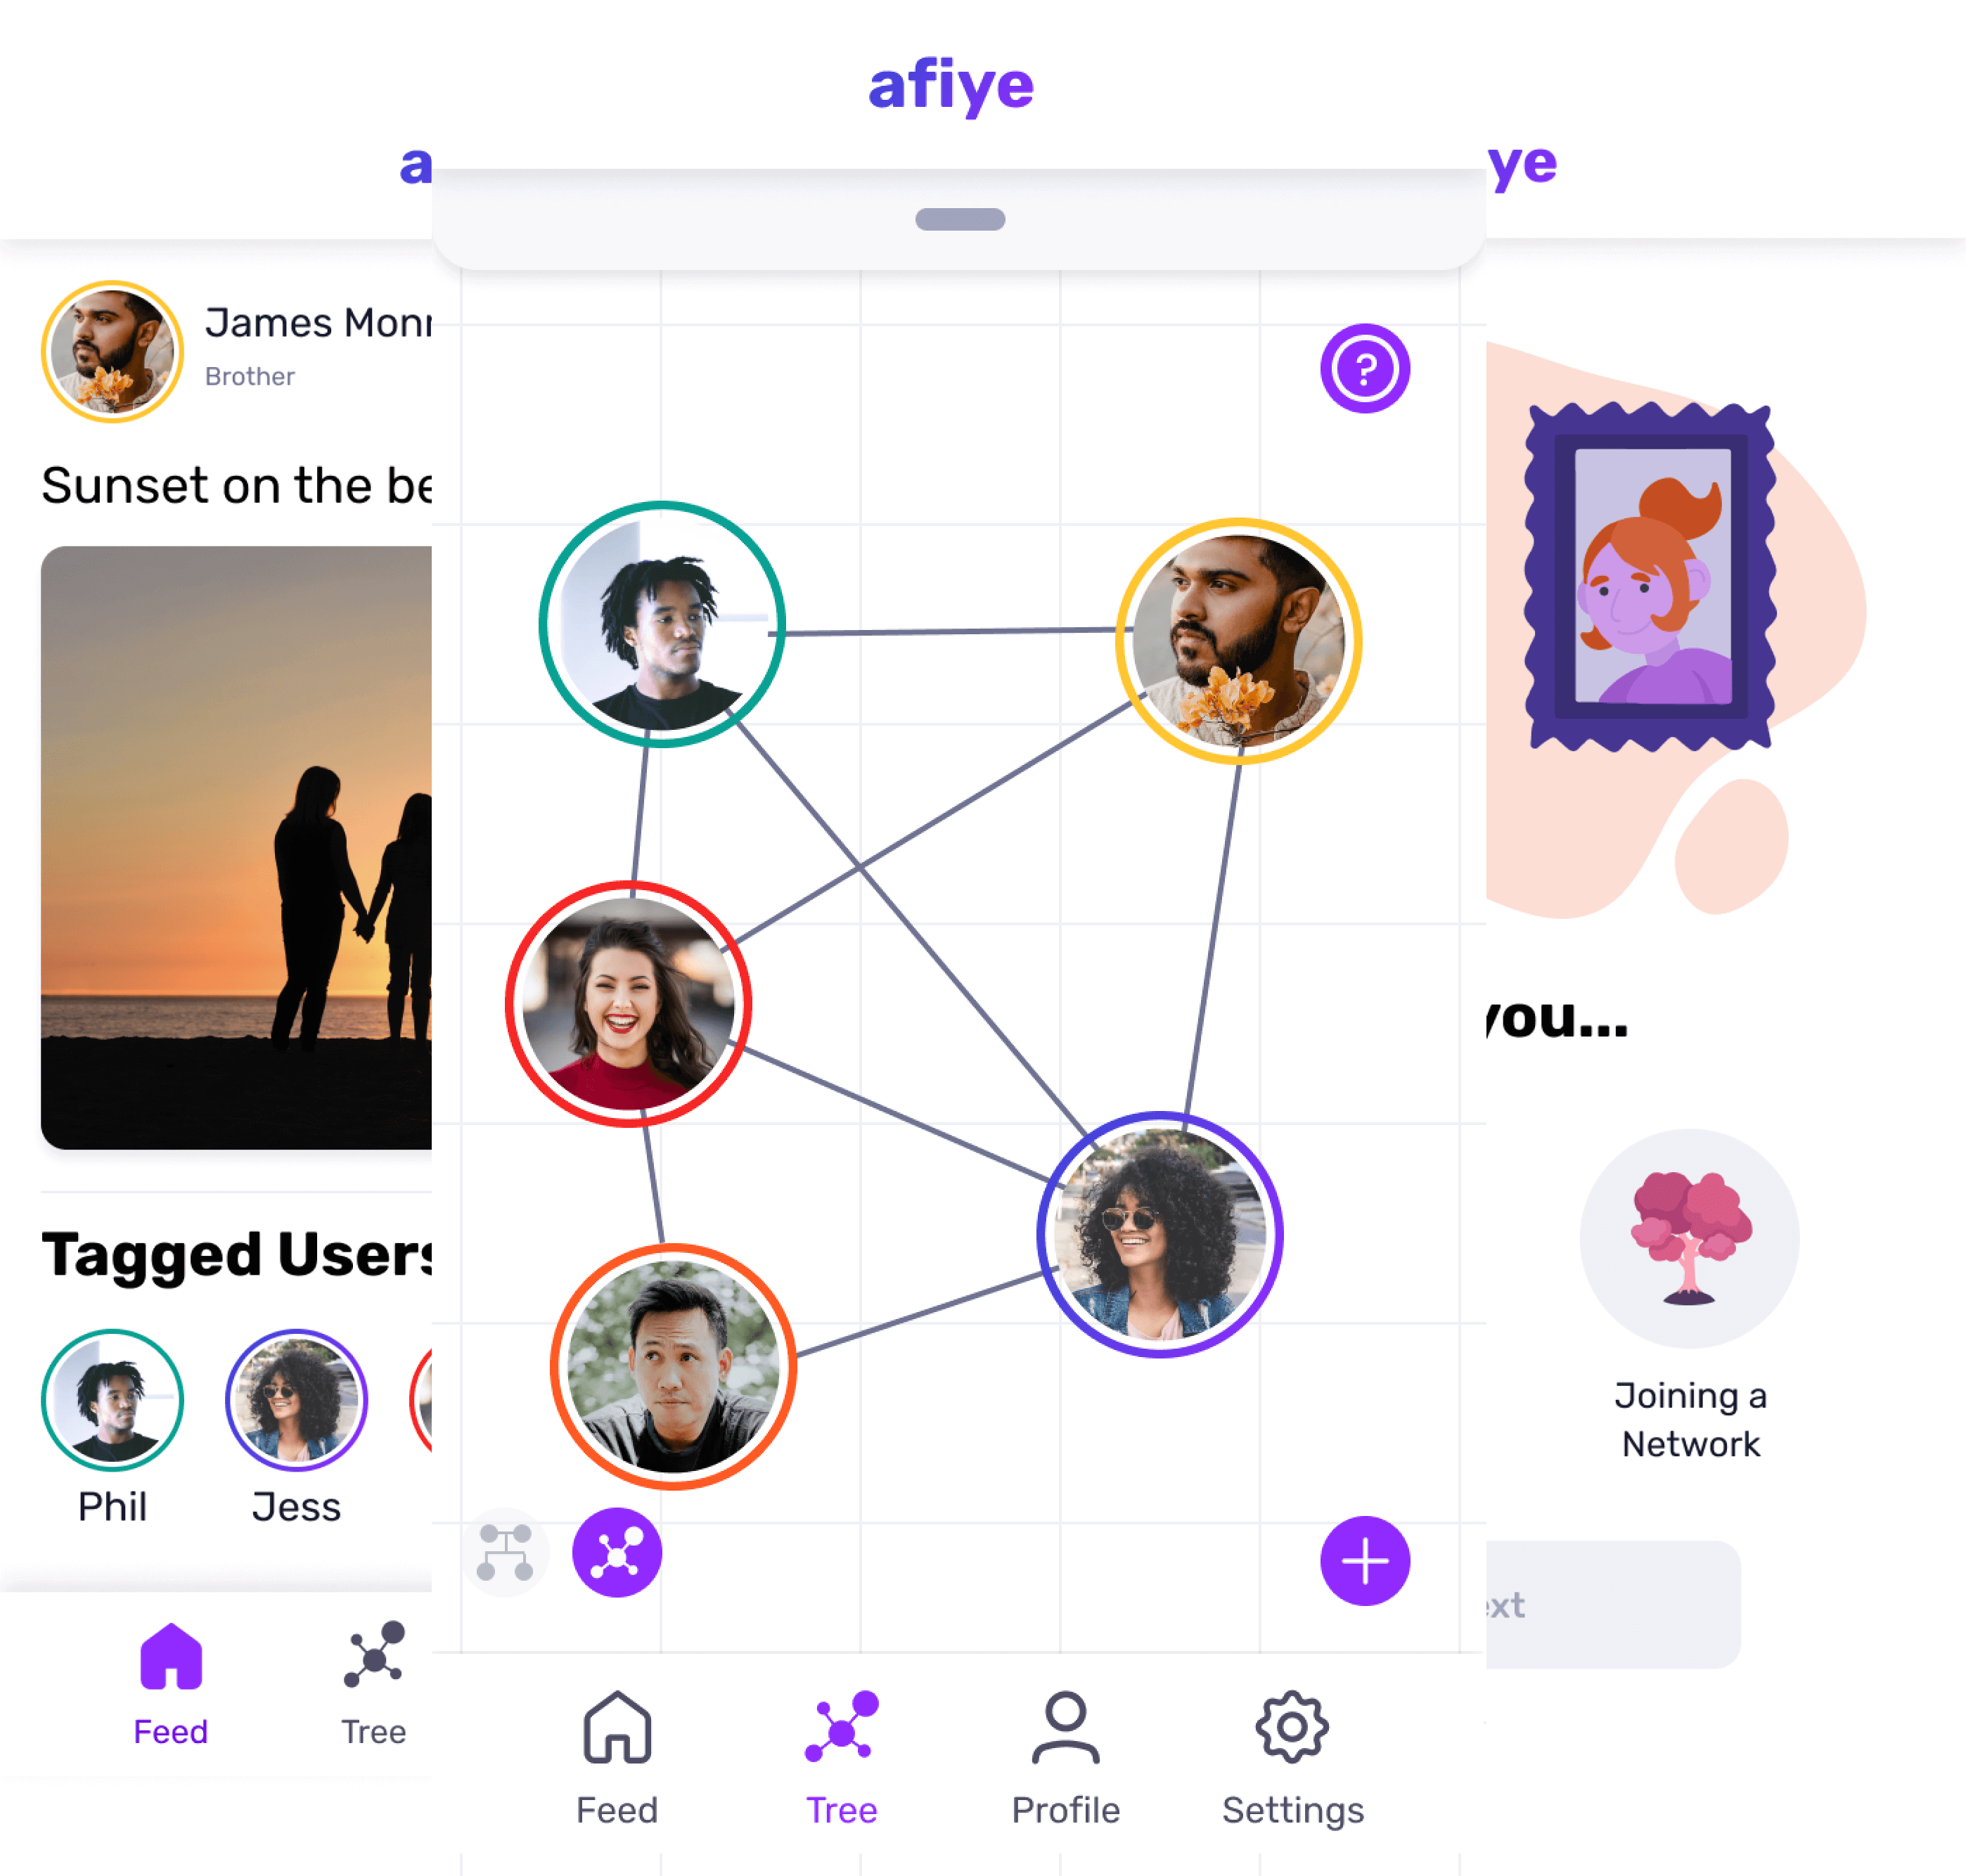 afiye
a
ye
James Mon
Brother
Sunset on the be
Tagged Users
Phil
Jess
Feed
Tree
?
Feed
Tree
Profile
Settings
you...
Joining a
Network
ext